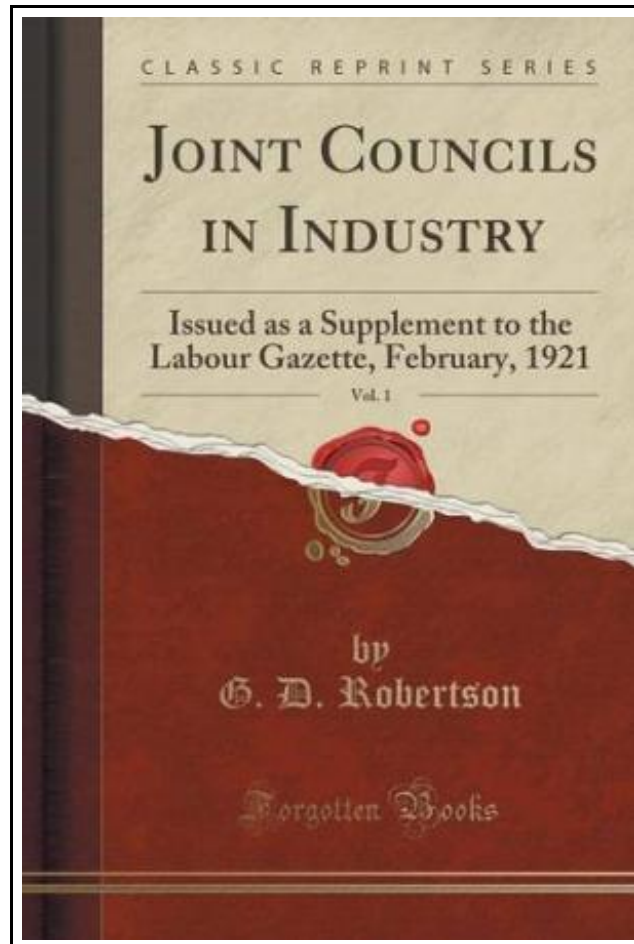 CLASSIC REPRINT SERIES
JOINT COUNCILS
IN INDUSTRY
Issued as a Supplement to the
Labour Gazette, February, 1921
Vol. 1
by
G. D. Robertson
Forgotten Books